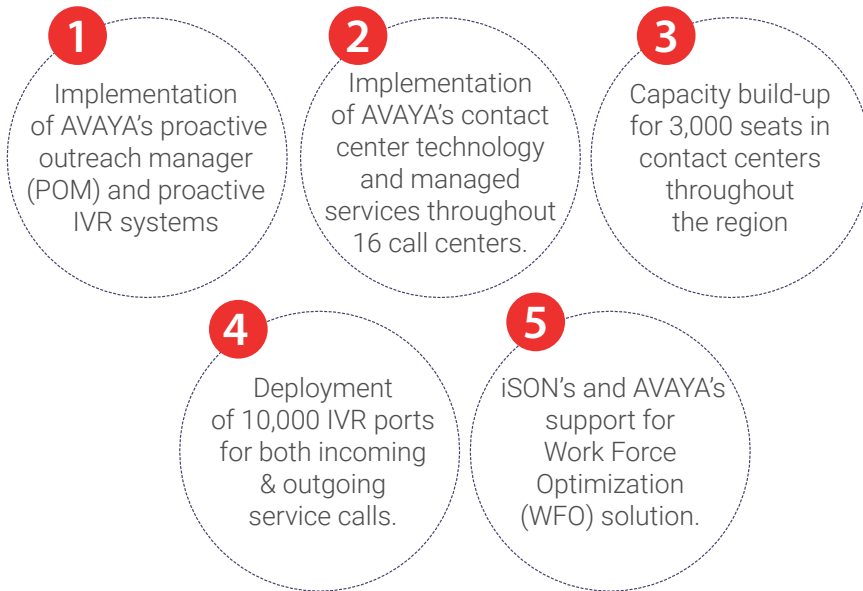 1
Implementation
of AVAYA's proactive
outreach manager
(POM) and proactive
IVR systems
2
Implementation
of AVAYA's contact
center technology
and managed
services throughout
16 call centers.
3
Capacity build-up
for 3,000 seats in
contact centers
throughout
the region
4
Deployment
of 10,000 IVR ports
for both incoming
& outgoing
service calls.
5
iSON's and AVAYA's
support for
Work Force
Optimization
(WFO) solution.